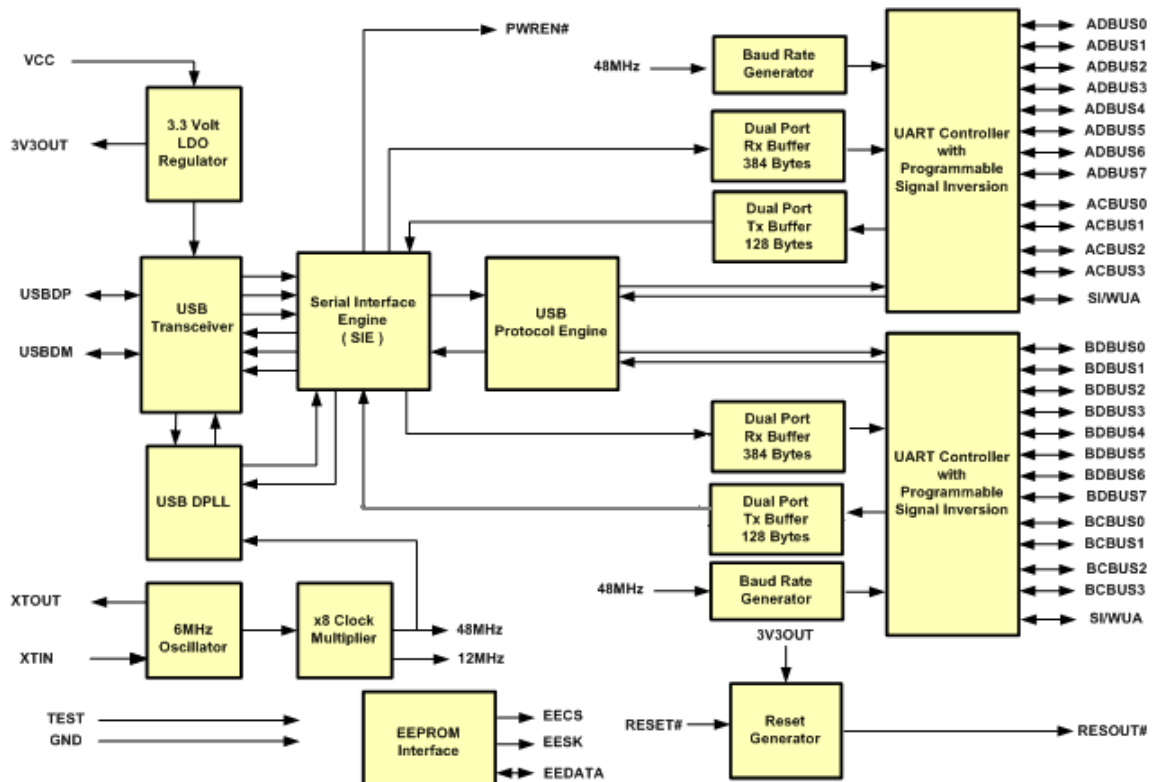 PWREN#
VCC
3.3 Volt
LDO
Regulator
3V3OUT
48MHz
Baud Rate
Generator
Dual Port
Rx Buffer
384 Bytes
Dual Port
Tx Buffer
128 Bytes
UART Controller
with
Programmable
Signal Inversion
ADBUS0
ADBUS1
ADBUS2
ADBUS3
ADBUS4
ADBUS5
ADBUS6
ADBUS7
ACBUS0
ACBUS1
ACBUS2
ACBUS3
SI/WUA
USBDP
USBDM
USB
Transceiver
Serial Interface
Engine
( SIE )
USB
Protocol Engine
USB DPLL
Dual Port
Rx Buffer
384 Bytes
Dual Port
Tx Buffer
128 Bytes
48MHz
Baud Rate
Generator
UART Controller
with
Programmable
Signal Inversion
BDBUS0
BDBUS1
BDBUS2
BDBUS3
BDBUS4
BDBUS5
BDBUS6
BDBUS7
BCBUS0
BCBUS1
BCBUS2
BCBUS3
SI/WUA
XTOUT
XTIN
6MHz
Oscillator
x8 Clock
Multiplier
48MHz
12MHz
TEST
GND
EEPROM
Interface
EECS
EESK
EEDATA
3V3OUT
RESET#
Reset
Generator
RESOUT#